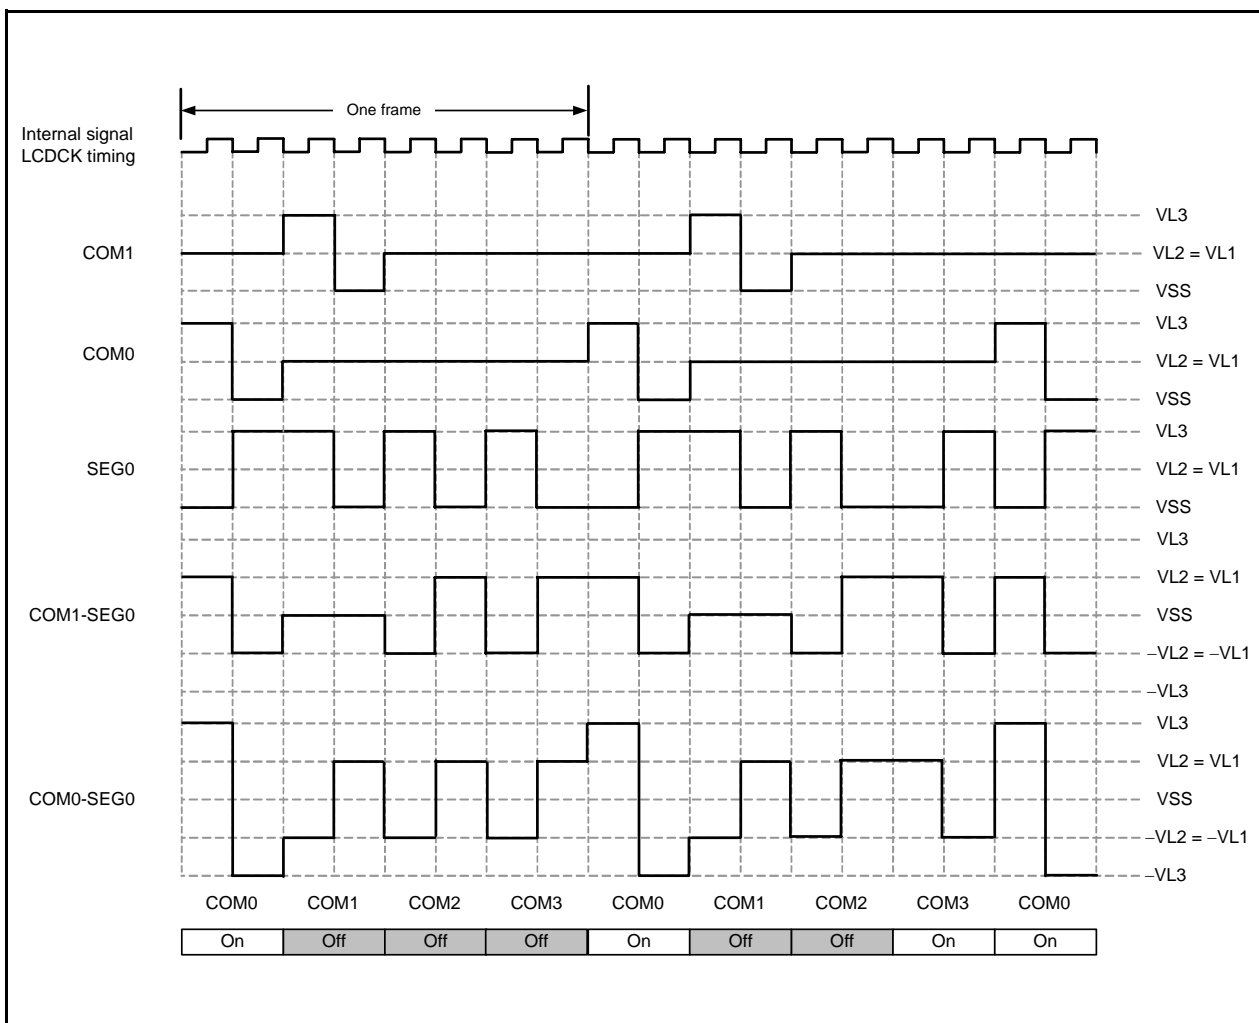 One frame
Internal signal
LCDCK timing
VL3
COM1
VL2 = VL1
VSS
VL3
COM0
VL2 = VL1
VSS
VL3
SEG0
VL2 = VL1
VSS
VL3
VL2 = VL1
COM1-SEG0
VSS
−VL2 = −VL1
−VL3
VL3
VL2 = VL1
COM0-SEG0
VSS
−VL2 = −VL1
−VL3
COM0 COM1 COM2 COM3 COM0 COM1 COM2 COM3 COM0
On Off Off Off On Off Off On On